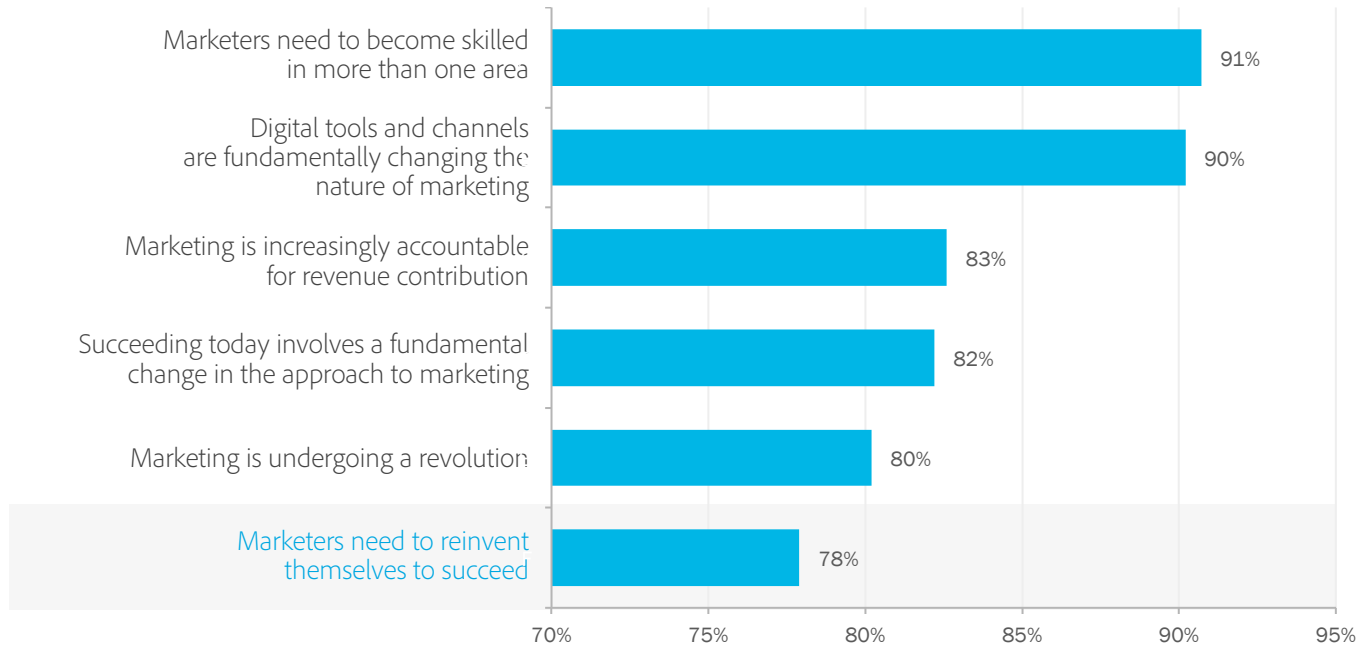 Marketers need to become skilled
in more than one area
91%
Digital tools and channels
are fundamentally changing the
nature of marketing
90%
Marketing is increasingly accountable
for revenue contribution
83%
Succeeding today involves a fundamental
change in the approach to marketing
82%
Marketing is undergoing a revolution
80%
Marketers need to reinvent
themselves to succeed
78%
70% 75% 80% 85% 90% 95%